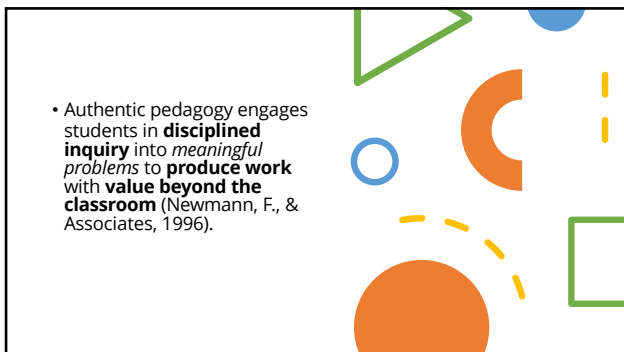 • Authentic pedagogy engages
students in disciplined
inquiry into meaningful
problems to produce work
with value beyond the
classroom (Newmann, F., &
Associates, 1996).